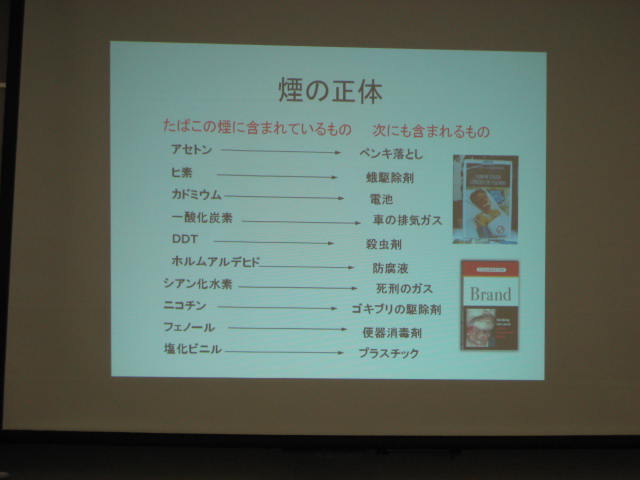 煙の正体
たばこの煙に含まれているもの 次にも含まれるもの
アセトン ペンキ落とし
ヒ素 蛾駆除剤
カドミウム 電池
一酸化炭素 車の排気ガス
DDT 殺虫剤
ホルムアルデヒド 防腐液
シアン化水素 死刑のガス
ニコチン ゴキブリの駆除剤
フェノール 便器消毒剤
塩化ビニル プラスチック
Brand